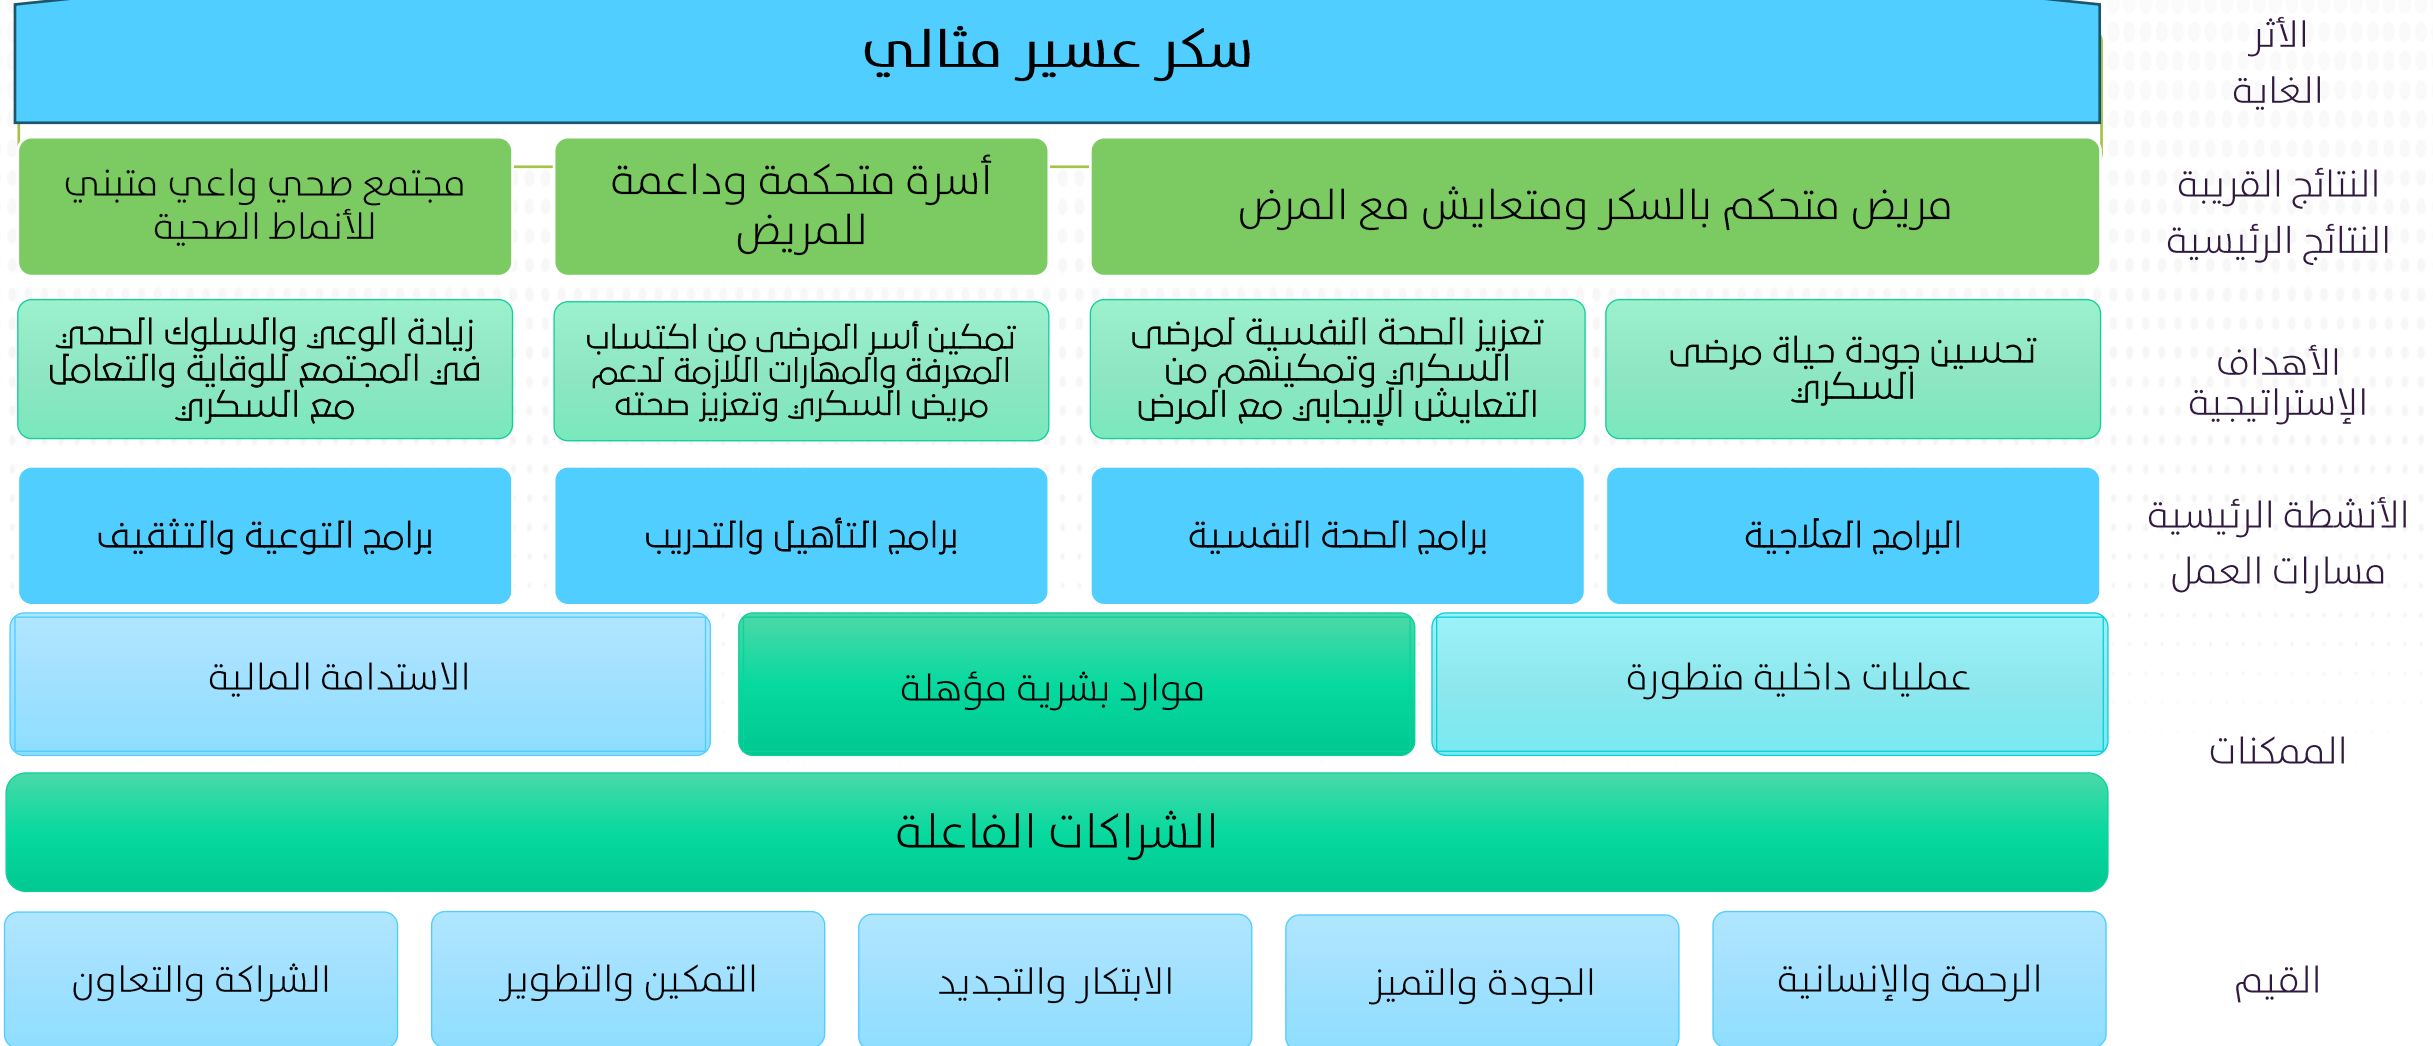 الأثر
الغاية
سكر عسير مثالي
النتائج القريبة
النتائج الرئيسية
مريض متحكم بالسكر ومتعايش مع المرض
أسرة متحكمة وداعمة
للمريض
مجتمع صحي واعي متبني
للأنماط الصحية
الأهداف
الإستراتيجية
تحسين جودة حياة مرضى
السكري
تعزيز الصحة النفسية لمرضى
السكري وتمكينهم من
التعايش الإيجابي مع المرض
تمكين أسر المرضى من اكتساب
المعرفة والمهارات اللازمة لدعم
مريض السكري وتعزيز صحته
زيادة الوعي والسلوك الصحي
في المجتمع للوقاية والتعامل
مع السكري
الأنشطة الرئيسية
مسارات العمل
البرامج العلاجية
برامج الصحة النفسية
برامج التأهيل والتدريب
برامج التوعية والتثقيف
الممكنات
عمليات داخلية متطورة
موارد بشرية مؤهلة
الاستدامة المالية
الشراكات الفاعلة
القيم
الرحمة والإنسانية
الجودة والتميز
الابتكار والتجديد
التمكين والتطوير
الشراكة والتعاون